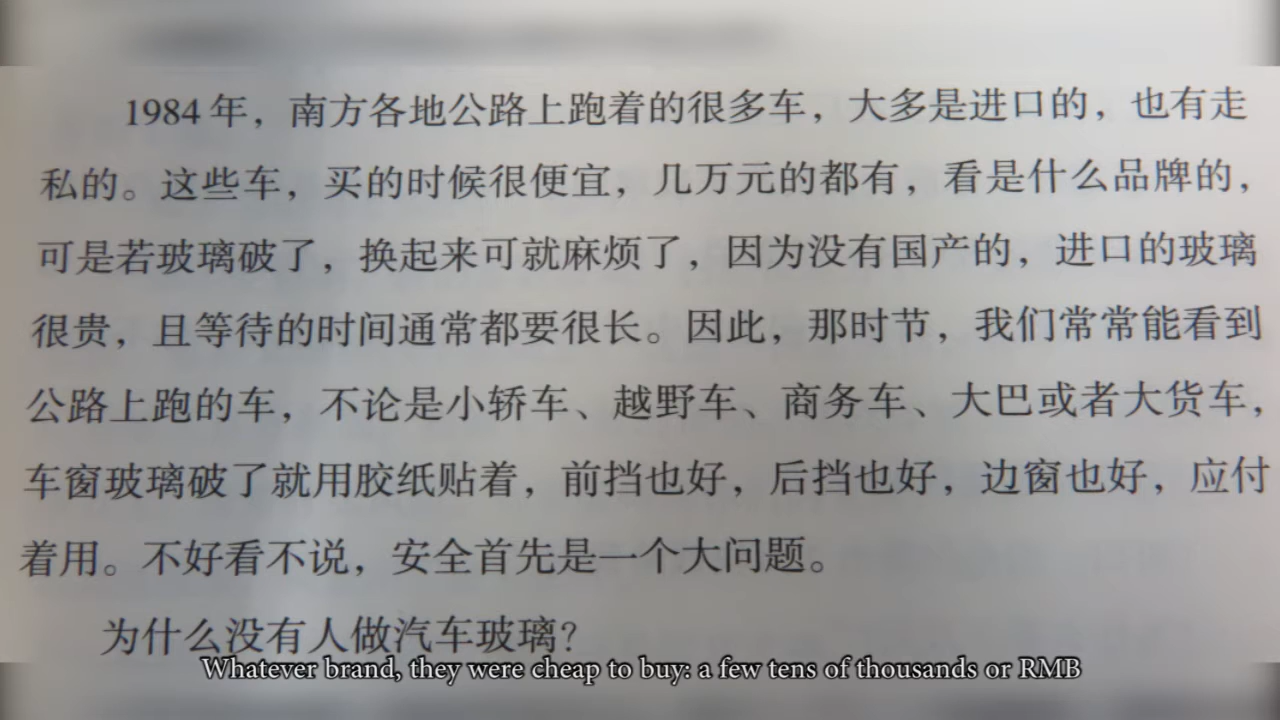 1984年，南方各地公路上跑着的很多车，大多是进口的，也有走
私的。这些车，买的时候很便宜，几万元的都有，看是什么品牌的，
可是若玻璃破了，换起来可就麻烦了，因为没有国产的，进口的玻璃
很贵，且等待的时间通常都要很长。因此，那时节，我们常常能看到
公路上跑的车，不论是小轿车、越野车、商务车、大巴或者大货车，
车窗玻璃破了就用胶纸贴着，前挡也好，后挡也好，边窗也好，应付
着用。不好看不说，安全首先是一个大问题。
为什么没有人做汽车玻璃？
Whatever brand, they were cheap to buy: a few tens of thousands or RMB